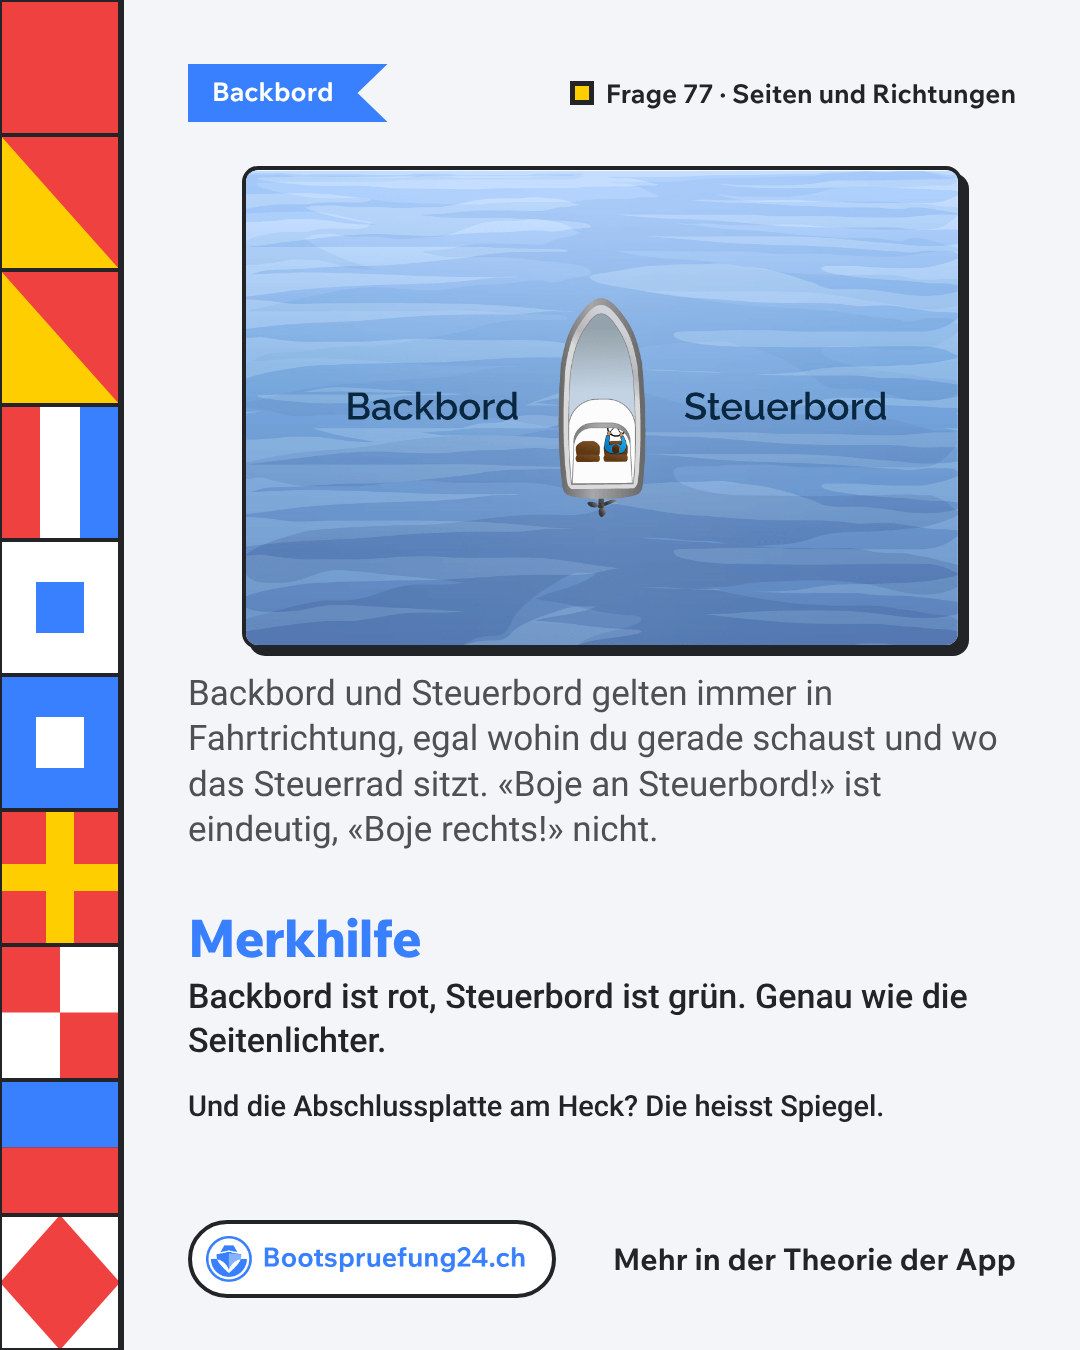 Backbord
Frage 77 · Seiten und Richtungen
Backbord
Steuerbord
Backbord und Steuerbord gelten immer in
Fahrtrichtung, egal wohin du gerade schaust und wo
das Steuerrad sitzt. «Boje an Steuerbord!» ist
eindeutig, «Boje rechts!» nicht.
Merkhilfe
Backbord ist rot, Steuerbord ist grün. Genau wie die
Seitenlichter.
Und die Abschlussplatte am Heck? Die heisst Spiegel.
Bootspruefung24.ch
Mehr in der Theorie der App